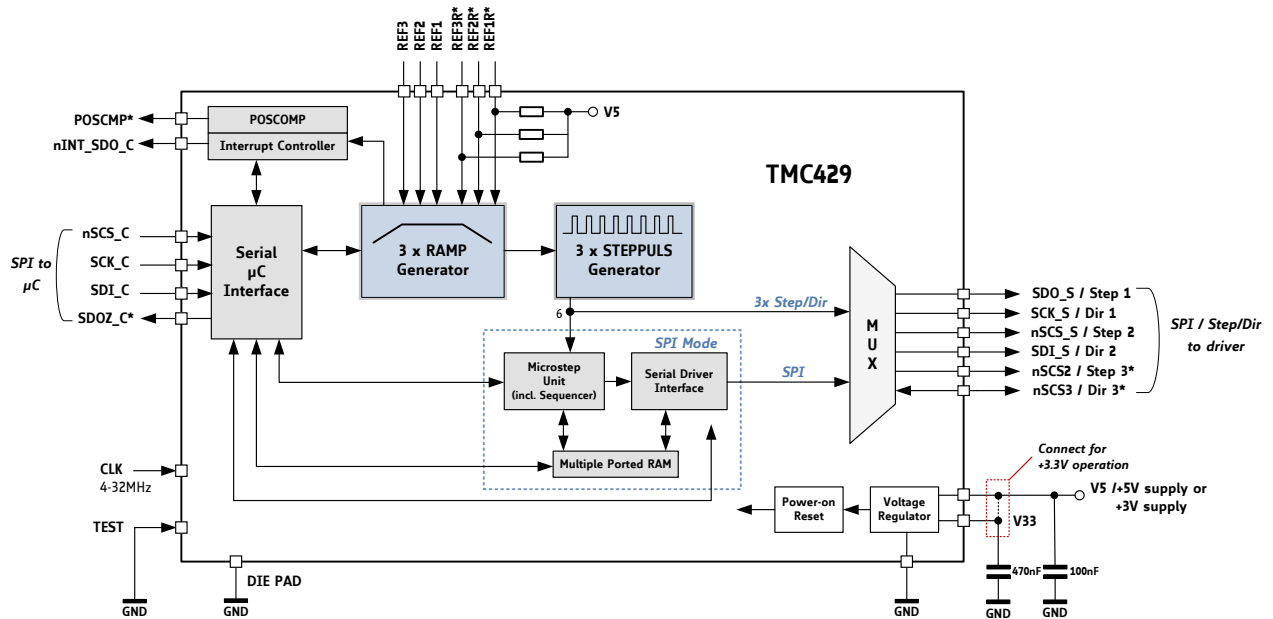 REF3
REF2
REF1
REF3R*
REF2R*
REF1R*
V5
POSCMP*
nINT_SDO_C
POSCOMP
Interrupt Controller
TMC429
SPI to
µC
nSCS_C
SCK_C
SDI_C
SDOZ_C*
Serial
µC
Interface
3 x RAMP
Generator
3 x STEPPULS
Generator
6
3x Step/Dir
SPI Mode
Microstep
Unit
(incl. Sequencer)
Serial Driver
Interface
SPI
Multiple Ported RAM
M
U
X
SDO_S / Step 1
SCK_S / Dir 1
nSCS_S / Step 2
SDI_S / Dir 2
nSCS2 / Step 3*
nSCS3 / Dir 3*
SPI / Step/Dir
to driver
Connect for
+3.3V operation
CLK
4-32MHz
TEST
Power-on
Reset
Voltage
Regulator
V5 /+5V supply or
+3V supply
V33
470nF
100nF
DIE PAD
GND
GND
GND
GND
GND